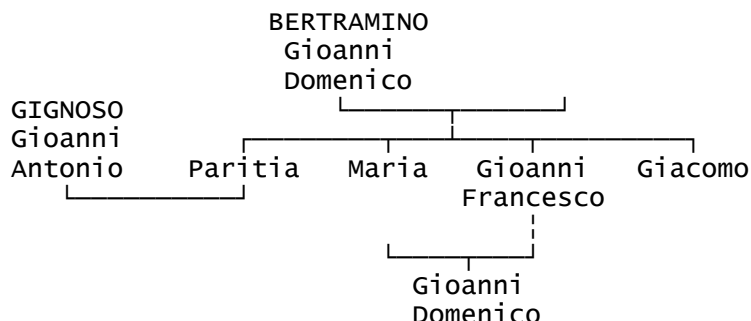 BERTRAMINO
Gioanni
Domenico
GIGNOSO
Gioanni
Antonio Paritia Maria Gioanni Giacomo
Francesco
Gioanni
Domenico